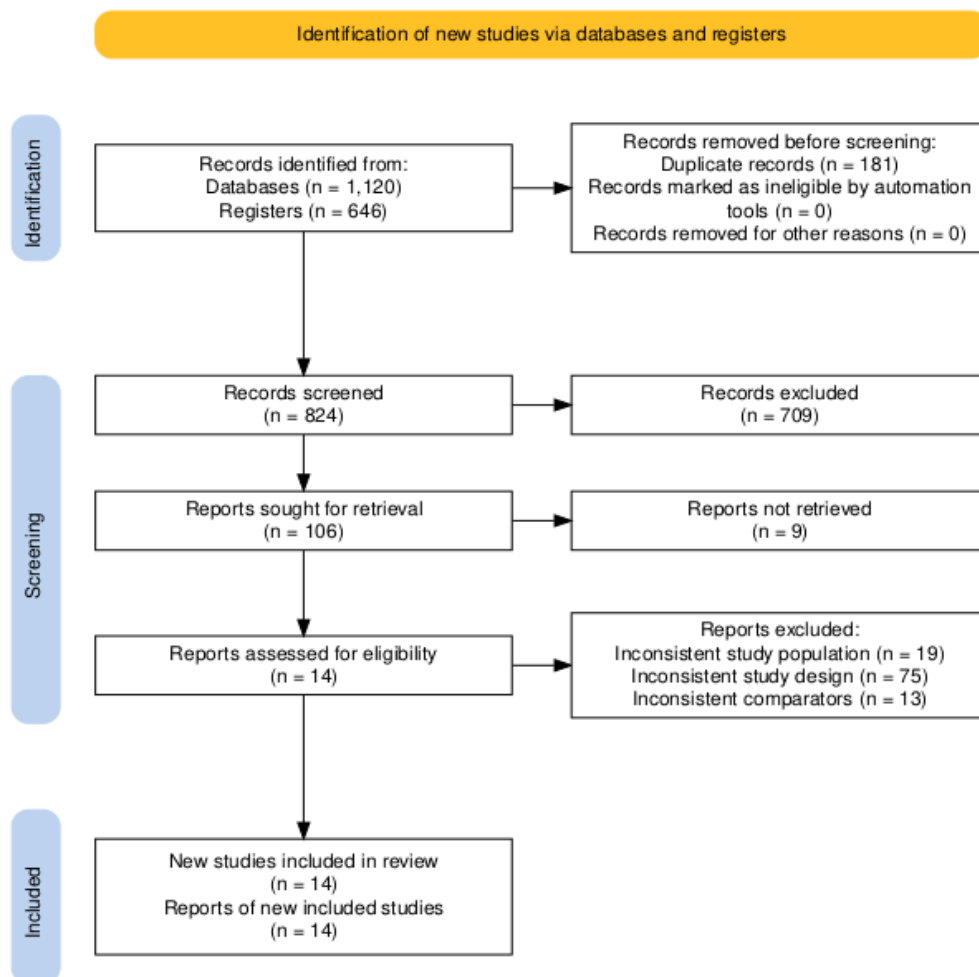 Identification of new studies via databases and registers
Identification
Records identified from:
Databases (n = 1,120)
Registers (n = 646)
Records removed before screening:
Duplicate records (n = 181)
Records marked as ineligible by automation
tools (n = 0)
Records removed for other reasons (n = 0)
Screening
Records screened
(n = 824)
Records excluded
(n = 709)
Reports sought for retrieval
(n = 106)
Reports not retrieved
(n = 9)
Reports assessed for eligibility
(n = 14)
Reports excluded:
Inconsistent study population (n = 19)
Inconsistent study design (n = 75)
Inconsistent comparators (n = 13)
Included
New studies included in review
(n = 14)
Reports of new included studies
(n = 14)